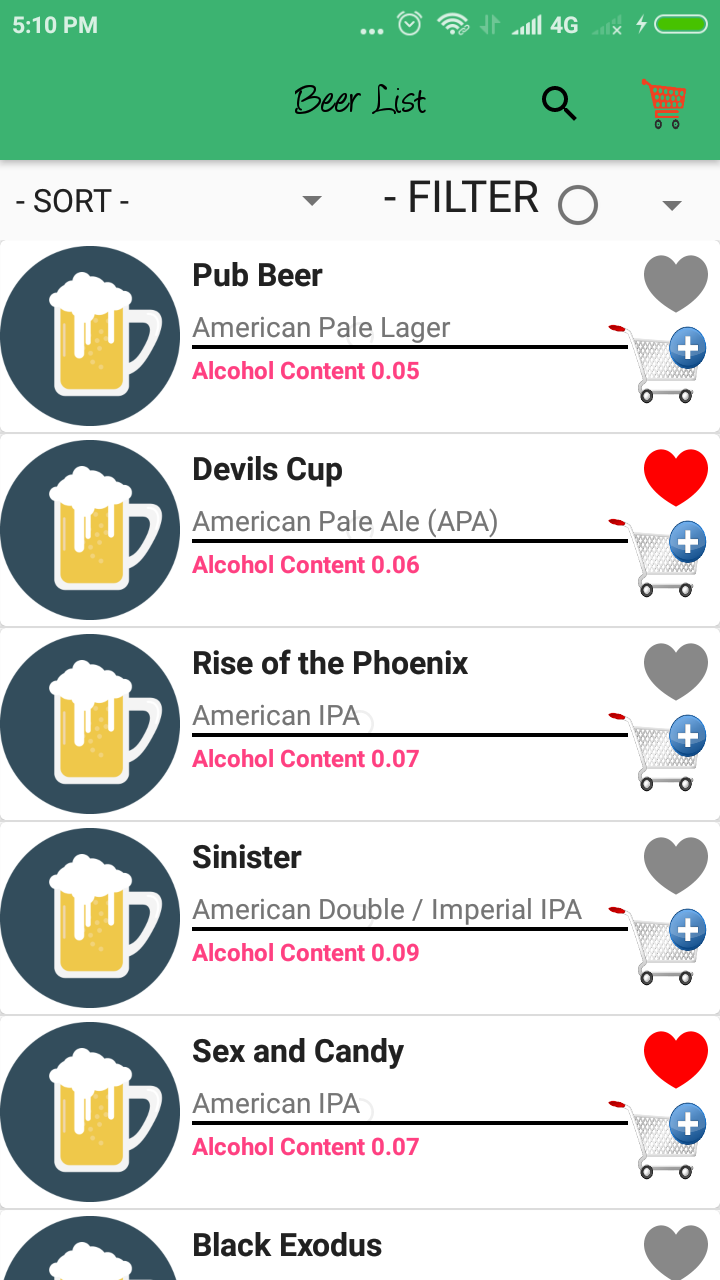 5:10 PM ... 4G
Beer List
- SORT - - FILTER
Pub Beer
American Pale Lager
Alcohol Content 0.05
Devils Cup
American Pale Ale (APA)
Alcohol Content 0.06
Rise of the Phoenix
American IPA
Alcohol Content 0.07
Sinister
American Double / Imperial IPA
Alcohol Content 0.09
Sex and Candy
American IPA
Alcohol Content 0.07
Black Exodus